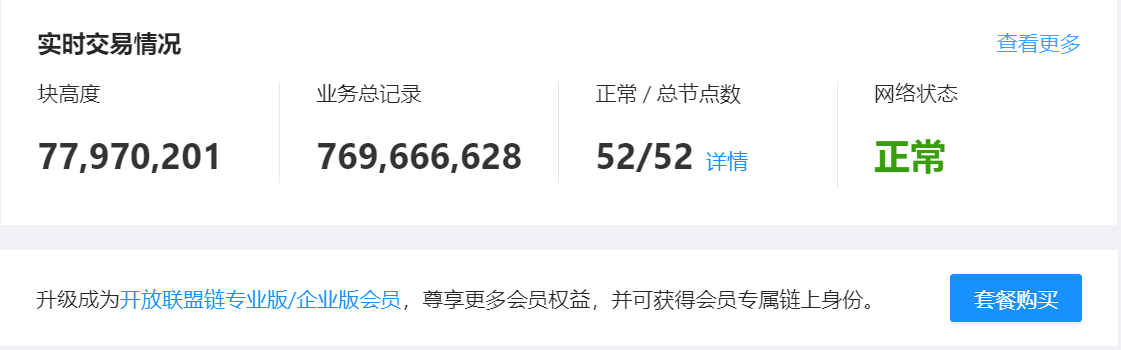 实时交易情况 查看更多
块高度 业务总记录 正常 / 总节点数 网络状态
77,970,201 769,666,628 52/52 详情 正常
升级成为开放联盟链专业版/企业版会员，尊享更多会员权益，并可获得会员专属链上身份。 套餐购买